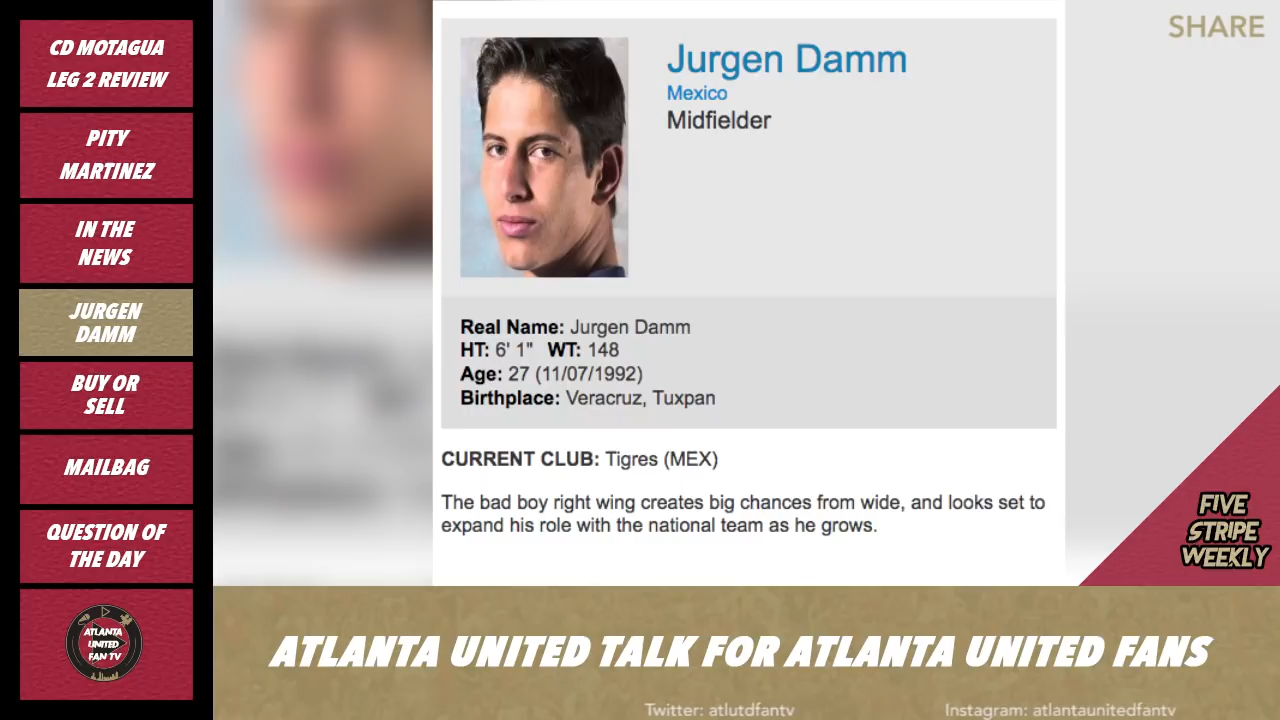 CD MOTAGUA
LEG 2 REVIEW
PITY
MARTINEZ
IN THE
NEWS
JURGEN
DAMM
BUY OR
SELL
MAILBAG
QUESTION OF
THE DAY
ATLANTA
UNITED
FAN TV
SHARE
Jurgen Damm
Mexico
Midfielder
Real Name: Jurgen Damm
HT: 6' 1" WT: 148
Age: 27 (11/07/1992)
Birthplace: Veracruz, Tuxpan
CURRENT CLUB: Tigres (MEX)
The bad boy right wing creates big chances from wide, and looks set to
expand his role with the national team as he grows.
FIVE
STRIPE
WEEKLY
ATLANTA UNITED TALK FOR ATLANTA UNITED FANS
Twitter: atlutdfantv
Instagram: atlantaunitedfantv